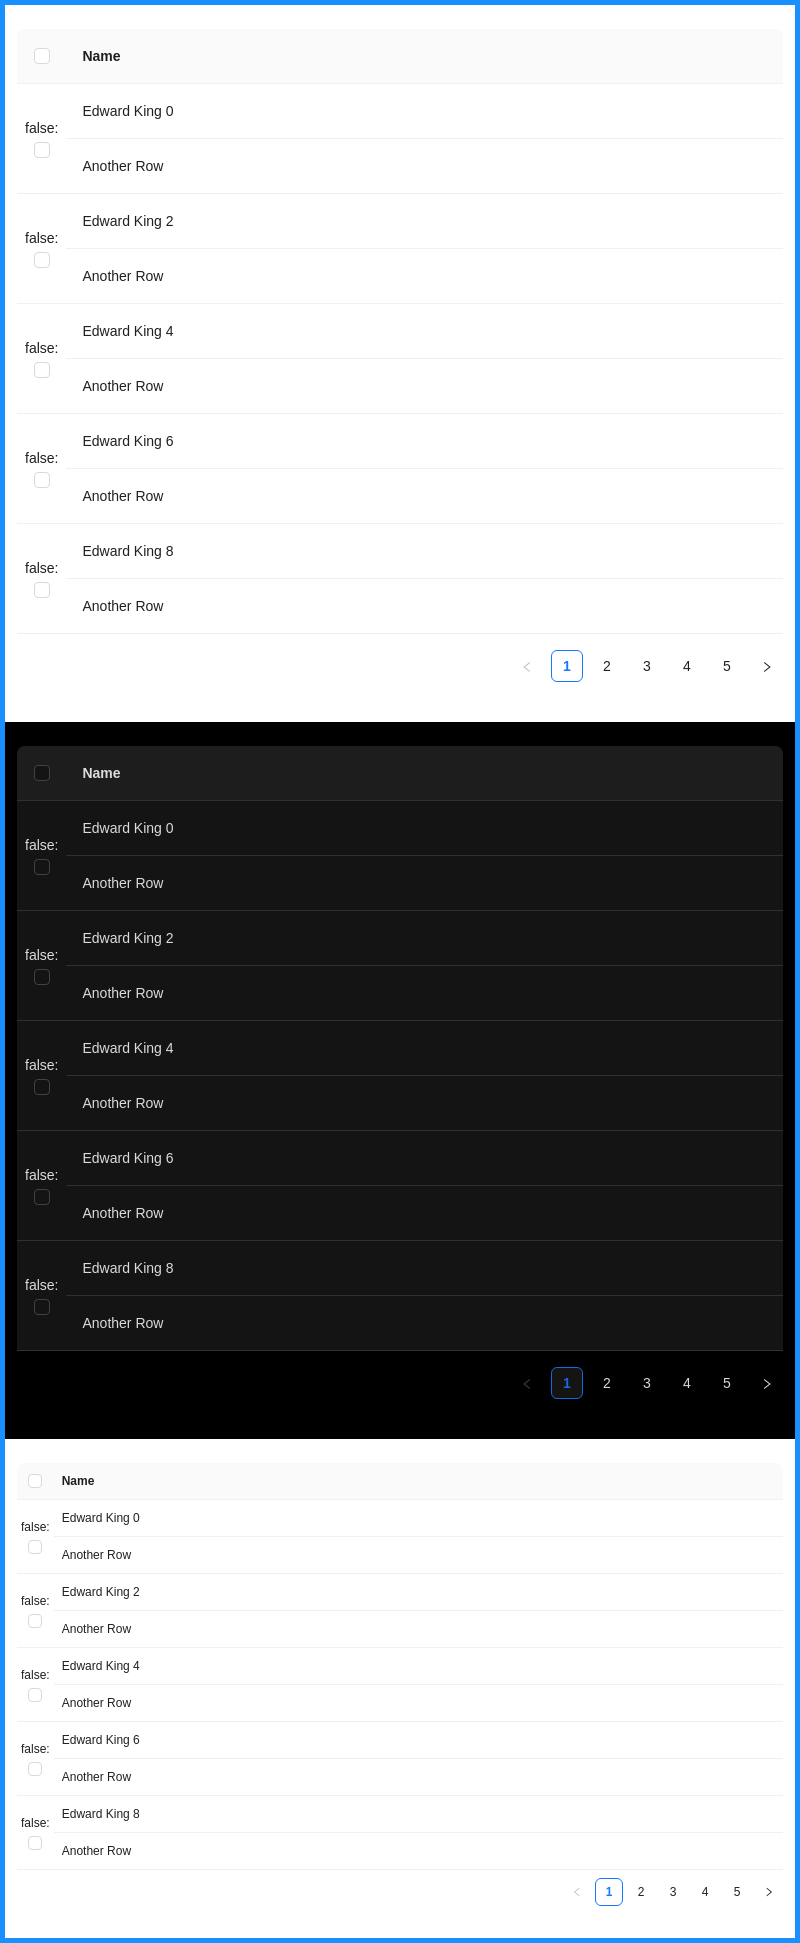 Name
Edward King 0
false:
Another Row
Edward King 2
false:
Another Row
Edward King 4
false:
Another Row
Edward King 6
false:
Another Row
Edward King 8
false:
Another Row
1 2 3 4 5
Name
Edward King 0
false:
Another Row
Edward King 2
false:
Another Row
Edward King 4
false:
Another Row
Edward King 6
false:
Another Row
Edward King 8
false:
Another Row
1 2 3 4 5
Name
Edward King 0
false:
Another Row
Edward King 2
false:
Another Row
Edward King 4
false:
Another Row
Edward King 6
false:
Another Row
Edward King 8
false:
Another Row
1 2 3 4 5